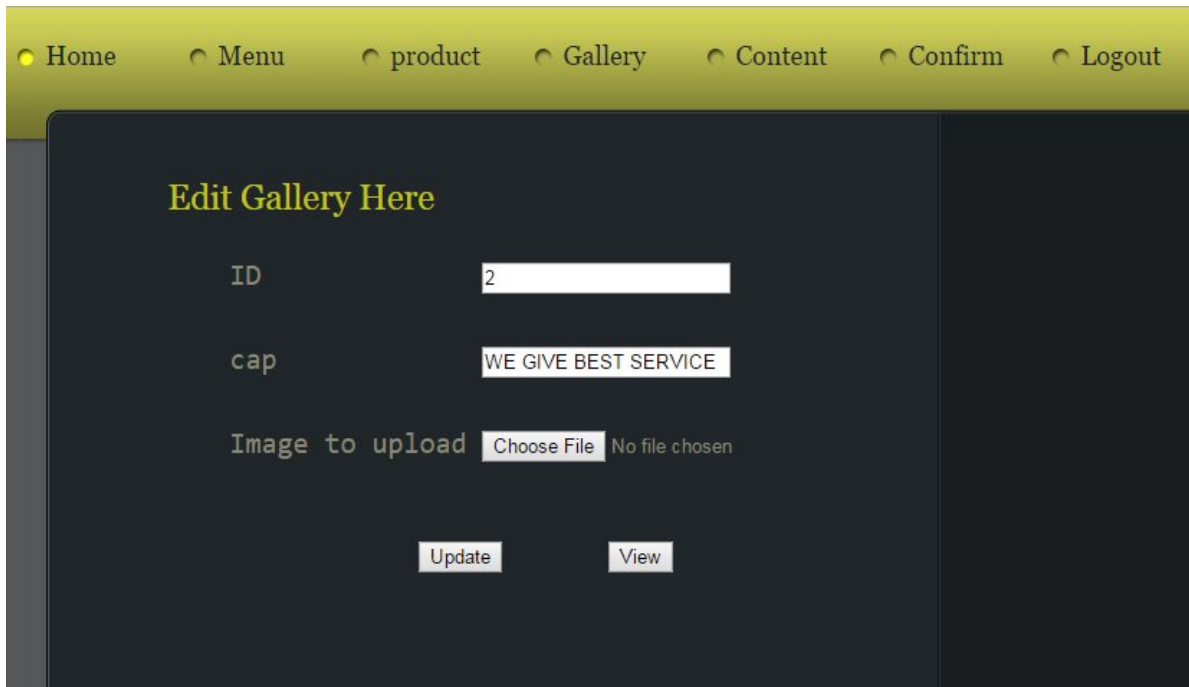 Home Menu product Gallery Content Confirm Logout
Edit Gallery Here
ID 2
cap WE GIVE BEST SERVICE
Image to upload Choose File No file chosen
Update View